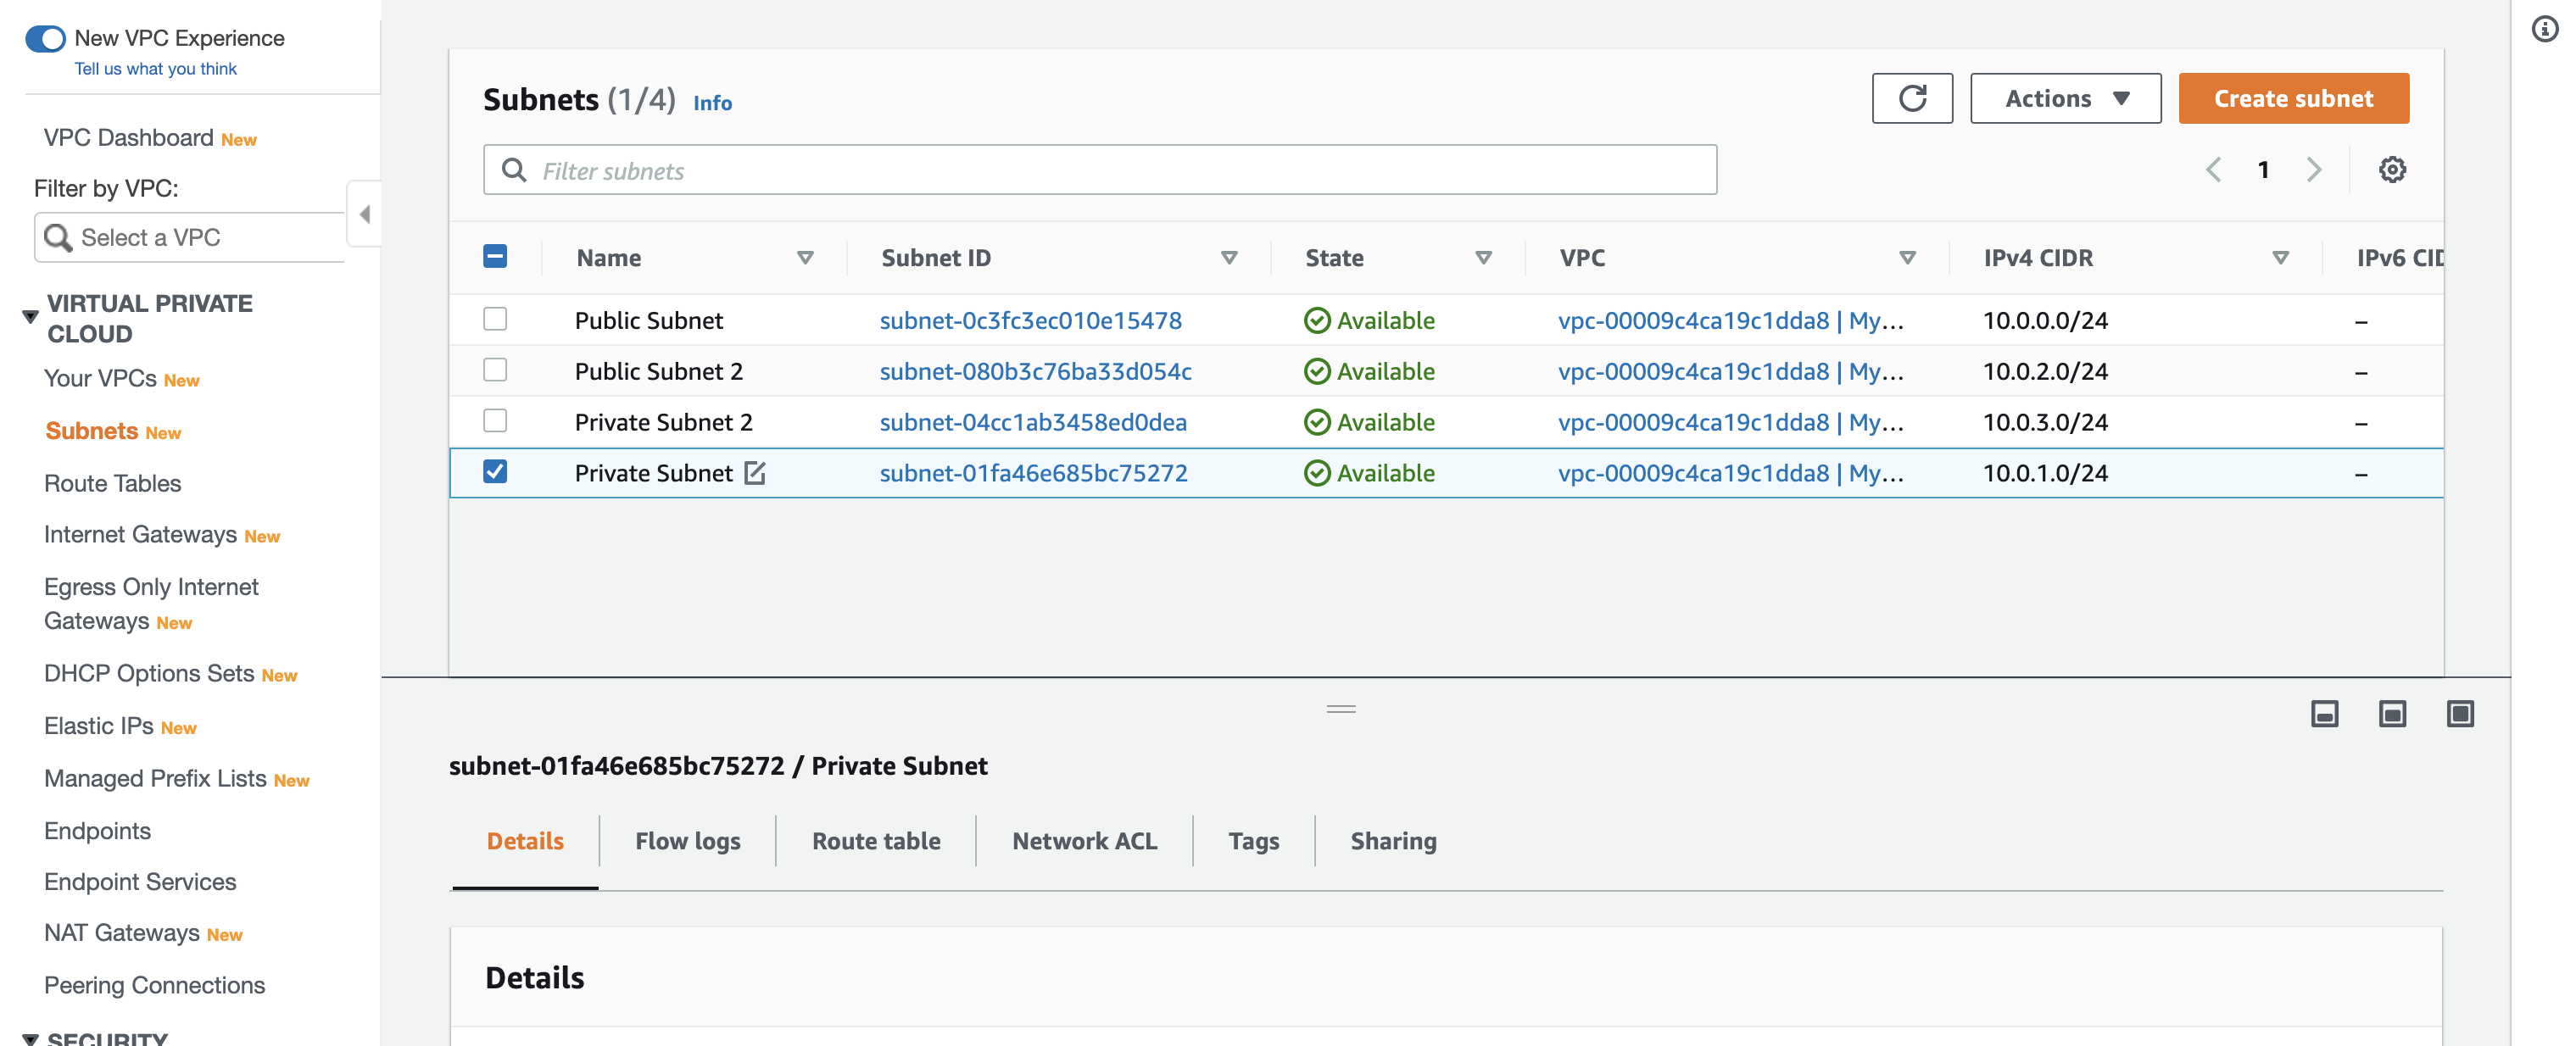 New VPC Experience
Tell us what you think
VPC Dashboard New
Filter by VPC:
Select a VPC
VIRTUAL PRIVATE
CLOUD
Your VPCs New
Subnets New
Route Tables
Internet Gateways New
Egress Only Internet
Gateways New
DHCP Options Sets New
Elastic IPs New
Managed Prefix Lists New
Endpoints
Endpoint Services
NAT Gateways New
Peering Connections
SECURITY
Subnets (1/4) Info
Actions
Create subnet
Filter subnets
1
Name Subnet ID State VPC IPv4 CIDR IPv6 CID
Public Subnet subnet-0c3fc3ec010e15478 Available vpc-00009c4ca19c1dda8 | My... 10.0.0.0/24 –
Public Subnet 2 subnet-080b3c76ba33d054c Available vpc-00009c4ca19c1dda8 | My... 10.0.2.0/24 –
Private Subnet 2 subnet-04cc1ab3458ed0dea Available vpc-00009c4ca19c1dda8 | My... 10.0.3.0/24 –
Private Subnet subnet-01fa46e685bc75272 Available vpc-00009c4ca19c1dda8 | My... 10.0.1.0/24 –
subnet-01fa46e685bc75272 / Private Subnet
Details Flow logs Route table Network ACL Tags Sharing
Details